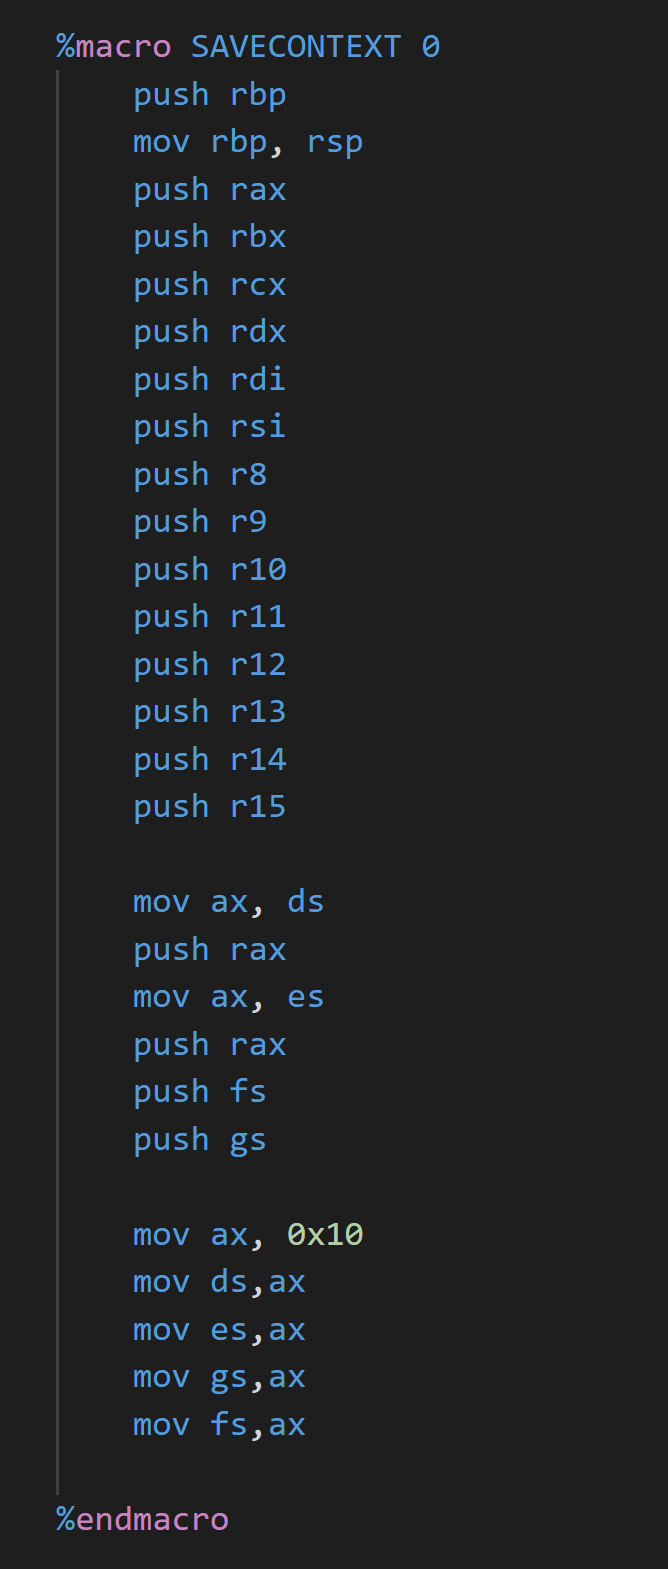 %macro SAVECONTEXT 0
push rbp
mov rbp, rsp
push rax
push rbx
push rcx
push rdx
push rdi
push rsi
push r8
push r9
push r10
push r11
push r12
push r13
push r14
push r15
mov ax, ds
push rax
mov ax, es
push rax
push fs
push gs
mov ax, 0x10
mov ds,ax
mov es,ax
mov gs,ax
mov fs,ax
%endmacro